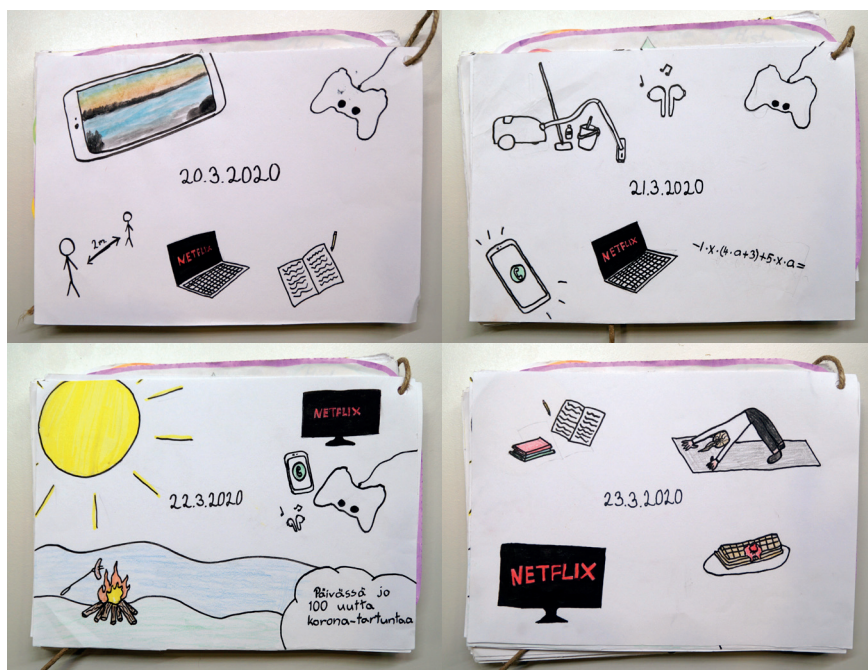 20.3.2020
2m
NETFLIX
21.3.2020
NETFLIX
-1·x·(4·a+3)+5·x·a=
NETFLIX
22.3.2020
Päivässä jo
100 uutta
korona-tartuntaa
23.3.2020
NETFLIX